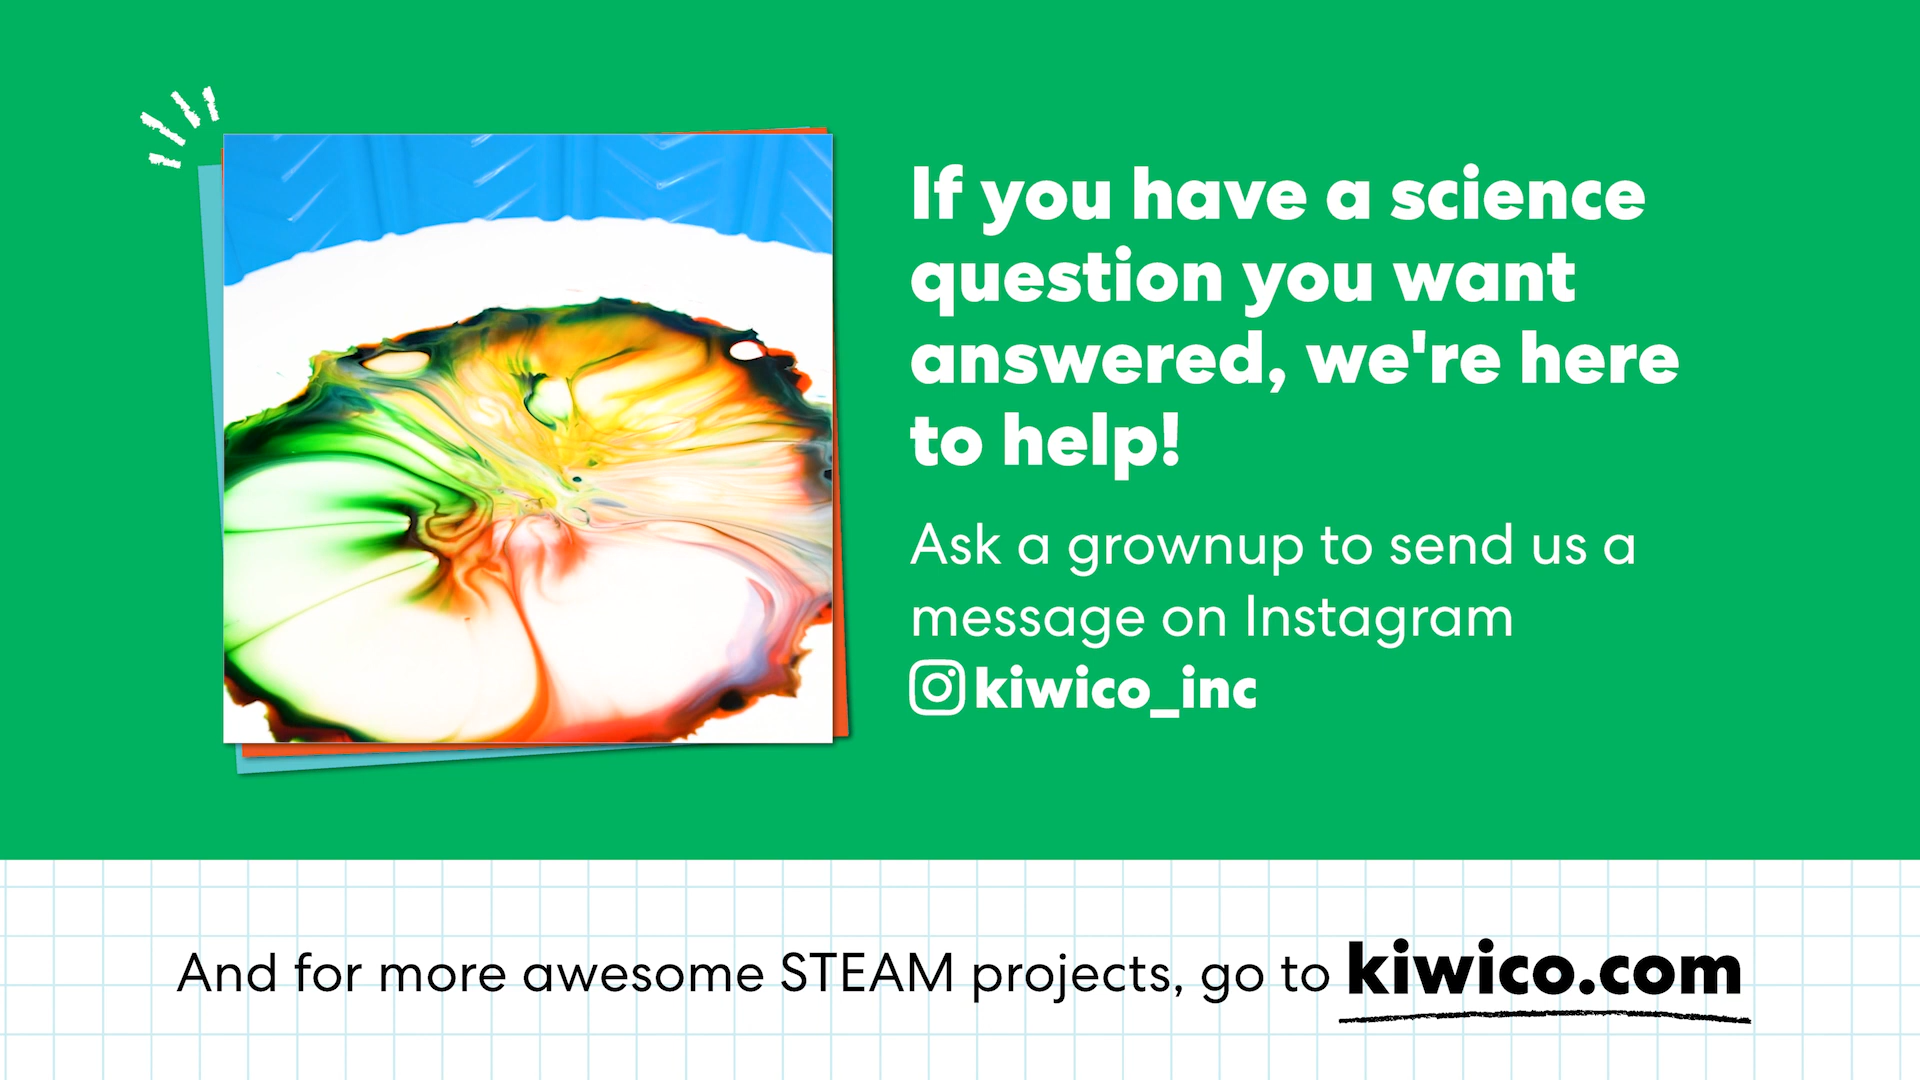 If you have a science
question you want
answered, we're here
to help!
Ask a grownup to send us a
message on Instagram
kiwico_inc
And for more awesome STEAM projects, go to kiwico.com